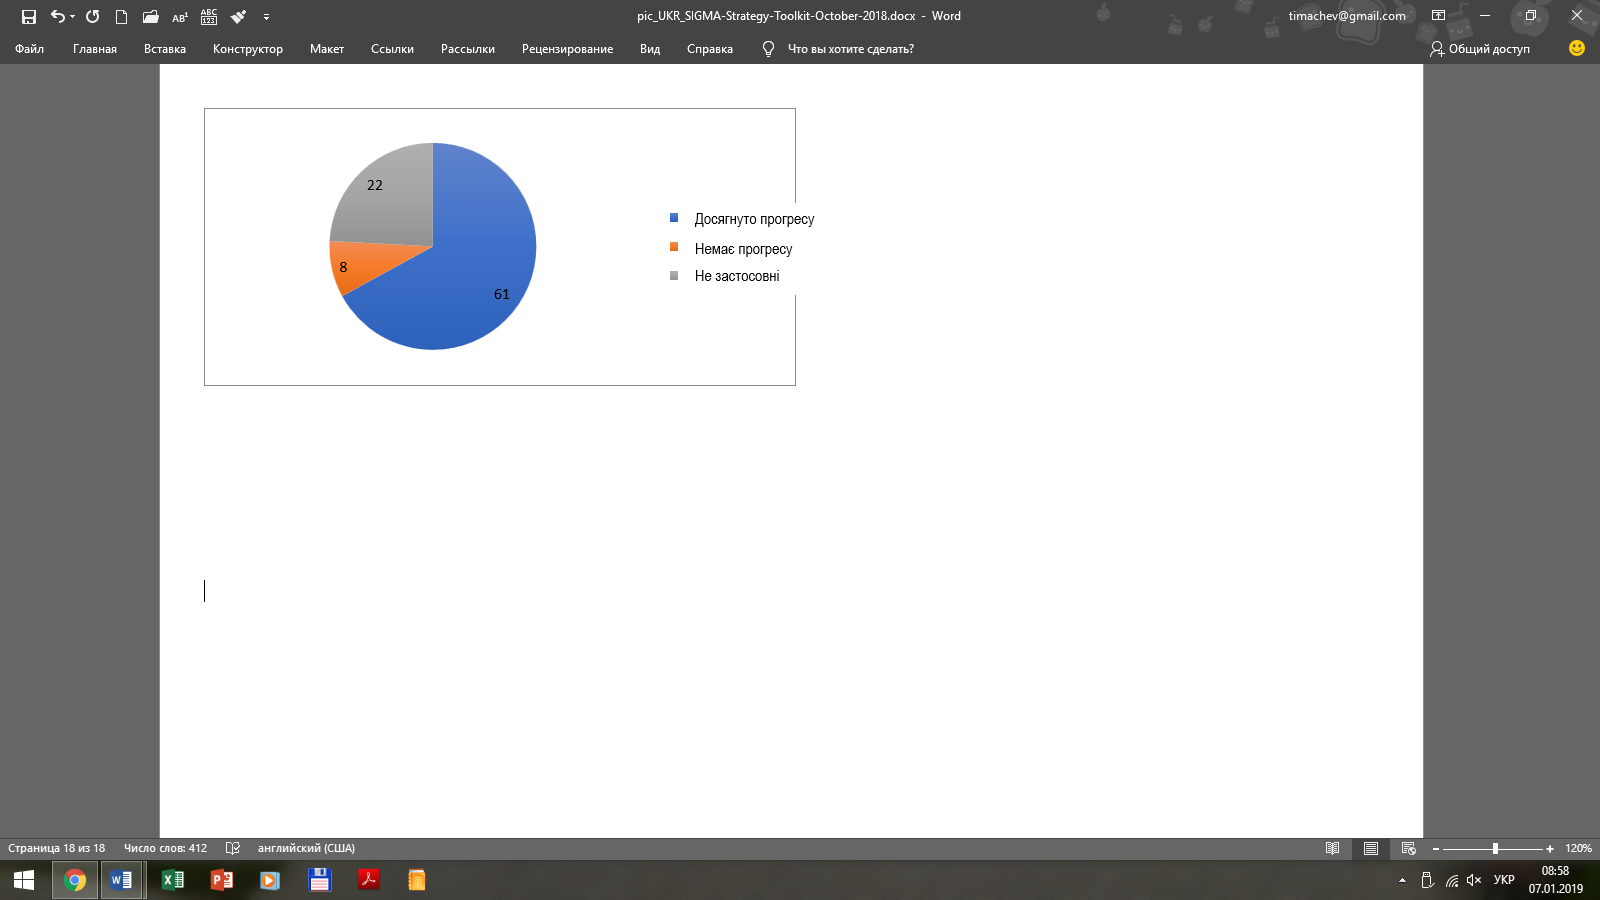 pic_UKR_SIGMA-Strategy-Toolkit-October-2018.docx - Word
timachev@gmail.com
Файл Главная Вставка Конструктор Макет Ссылки Рассылки Рецензирование Вид Справка Что вы хотите сделать? Общий доступ
22
8
61
Досягнуто прогресу
Немає прогресу
Не застосовні
Страница 18 из 18 Число слов: 412 английский (США) 120%
УКР
08:58
07.01.2019